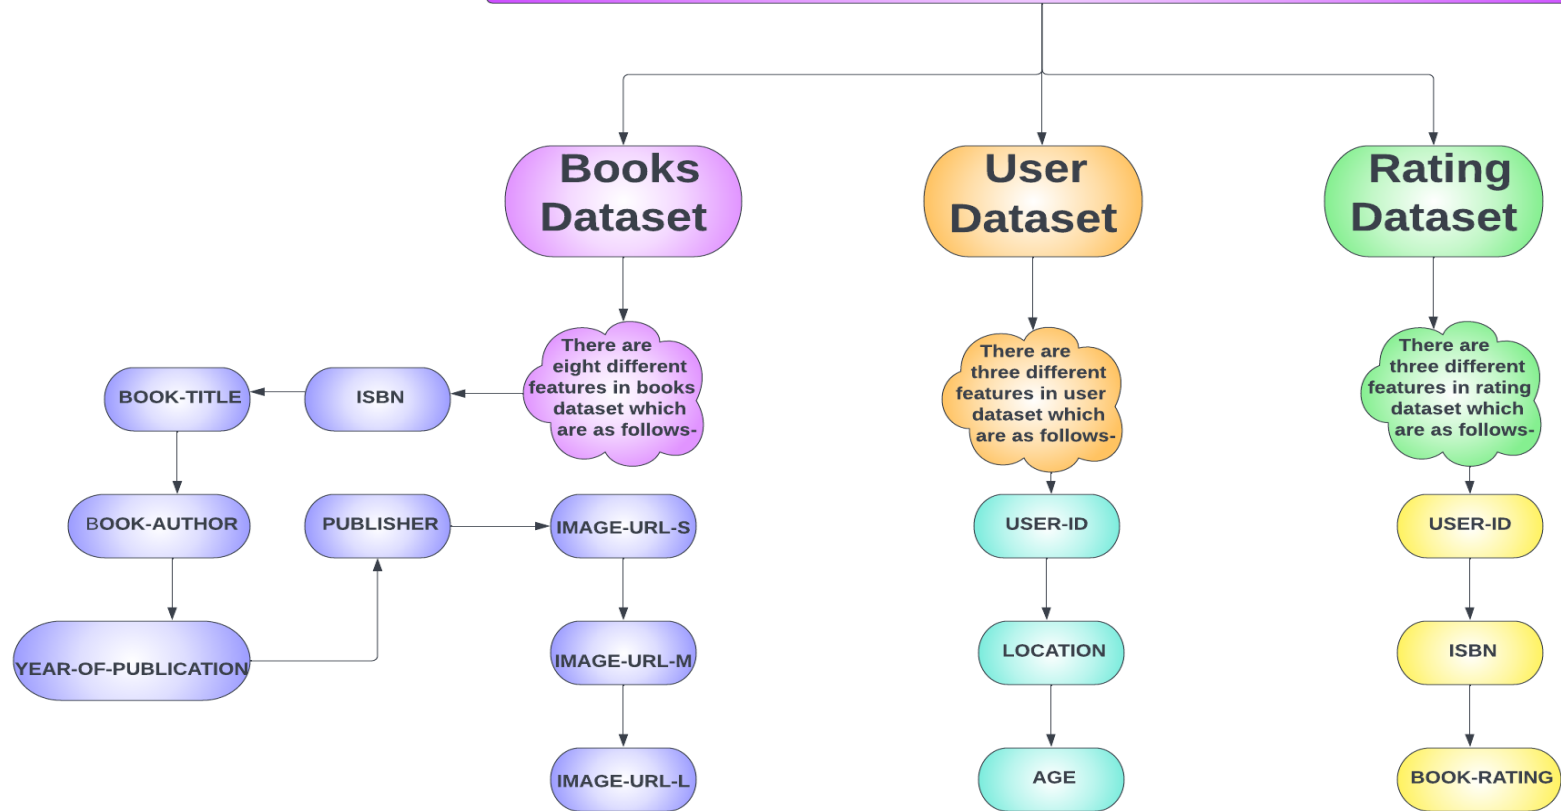 Books
Dataset
User
Dataset
Rating
Dataset
There are
eight different
features in books
dataset which
are as follows-
ISBN
BOOK-TITLE
BOOK-AUTHOR
YEAR-OF-PUBLICATION
PUBLISHER
IMAGE-URL-S
IMAGE-URL-M
IMAGE-URL-L
There are
three different
features in user
dataset which
are as follows-
USER-ID
LOCATION
AGE
There are
three different
features in rating
dataset which
are as follows-
USER-ID
ISBN
BOOK-RATING